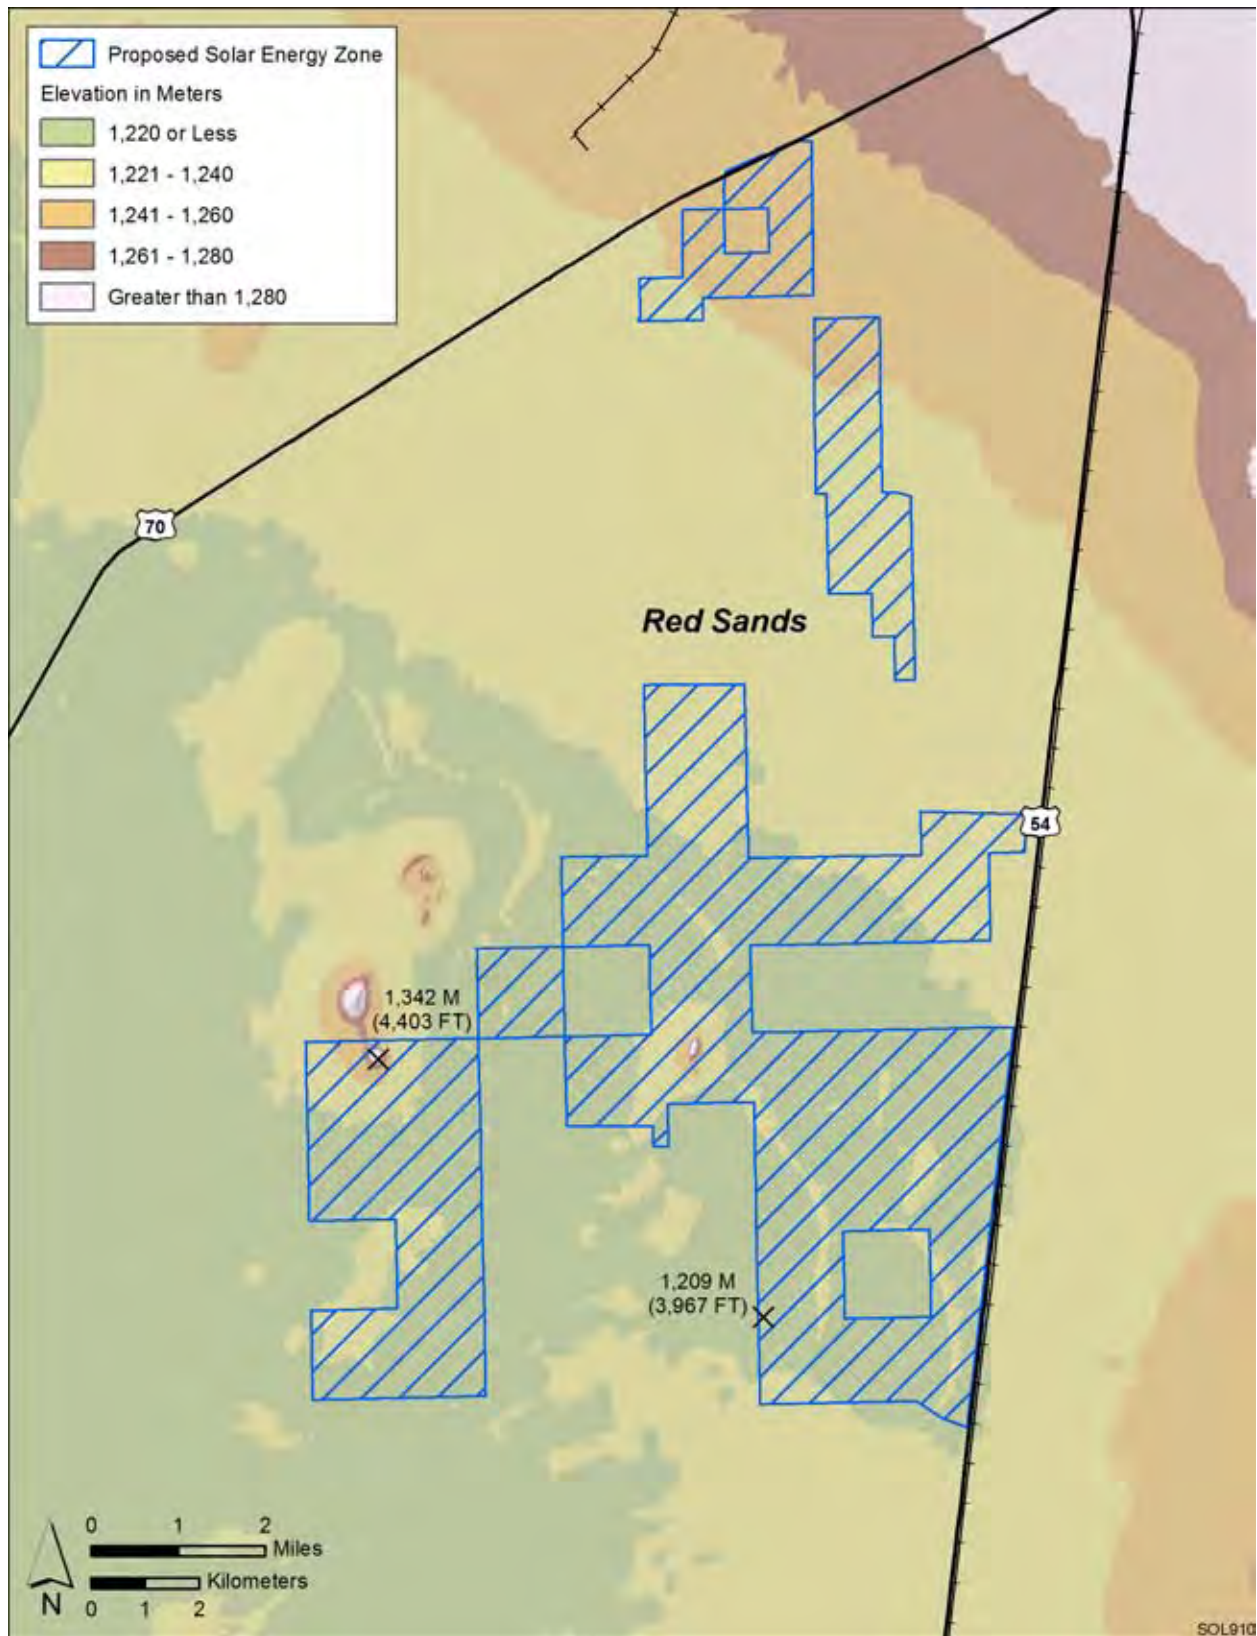 Proposed Solar Energy Zone
Elevation in Meters
1,220 or Less
1,221 - 1,240
1,241 - 1,260
1,261 - 1,280
Greater than 1,280
70
Red Sands
54
1,342 M
(4,403 FT)
1,209 M
(3,967 FT)
0 1 2
Miles
Kilometers
0 1 2
N
SOL910